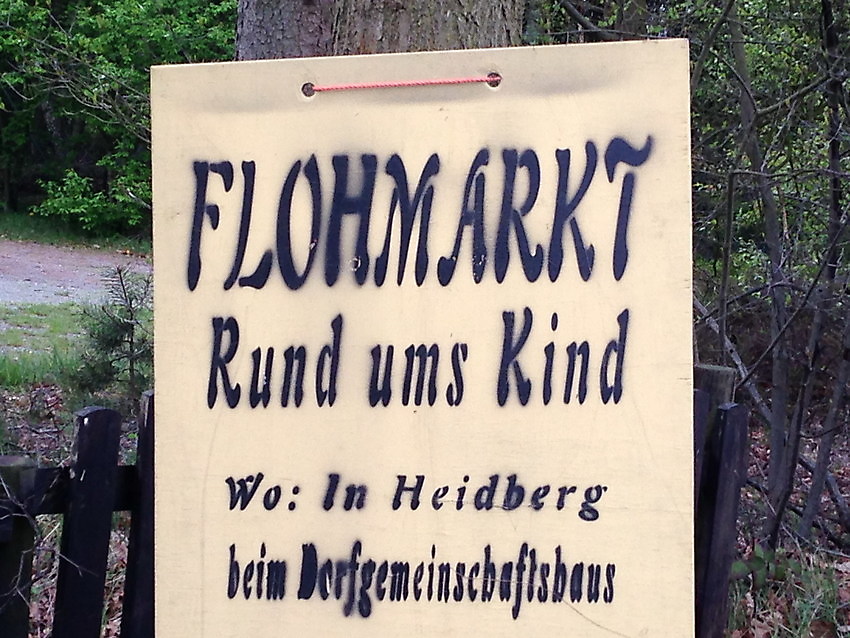 FLOHMARKT
Rund ums Kind
Wo: In Heidberg
beim Dorfgemeinschaftshaus